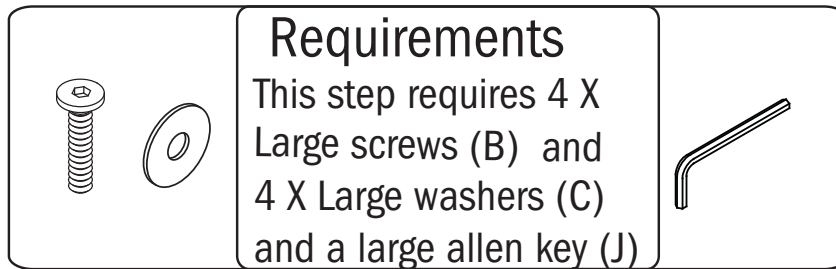 Requirements
This step requires 4 X
Large screws (B) and
4 X Large washers (C)
and a large allen key (J)